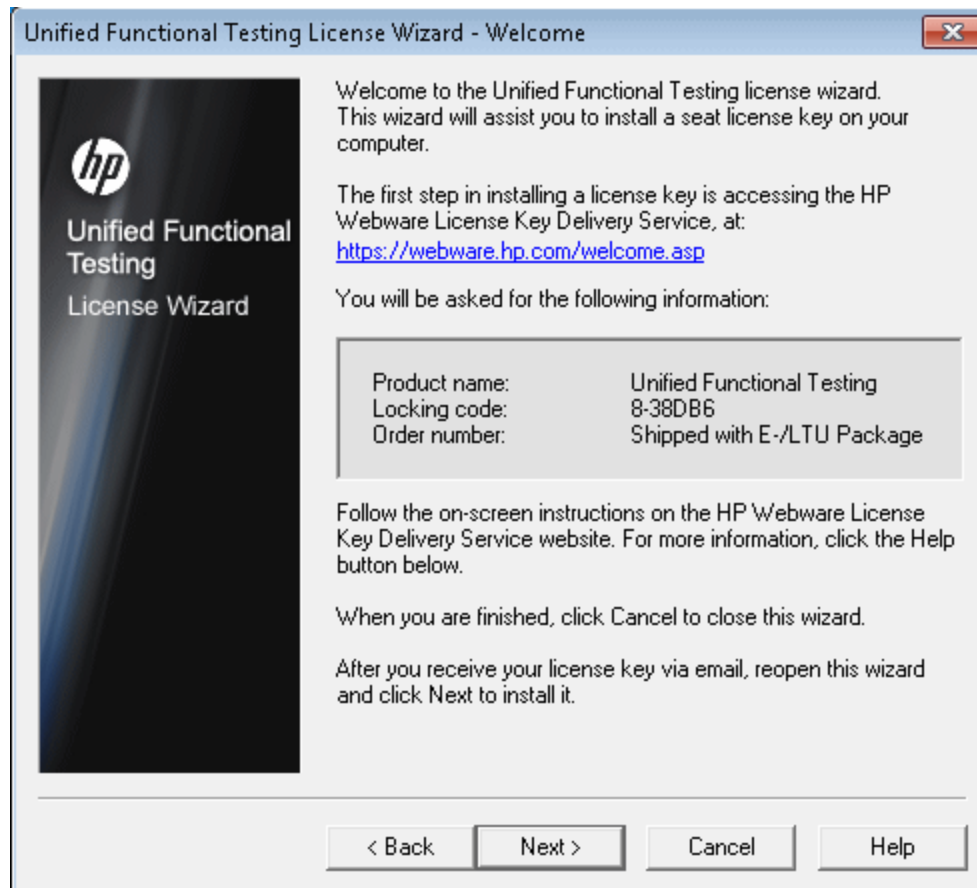 Unified Functional Testing License Wizard - Welcome
hp
Unified Functional
Testing
License Wizard
Welcome to the Unified Functional Testing license wizard.
This wizard will assist you to install a seat license key on your
computer.
The first step in installing a license key is accessing the HP
Webware License Key Delivery Service, at:
https://webware.hp.com/welcome.asp
You will be asked for the following information:
Product name: Unified Functional Testing
Locking code: 8-38DB6
Order number: Shipped with E-/LTU Package
Follow the on-screen instructions on the HP Webware License
Key Delivery Service website. For more information, click the Help
button below.
When you are finished, click Cancel to close this wizard.
After you receive your license key via email, reopen this wizard
and click Next to install it.
< Back Next > Cancel Help